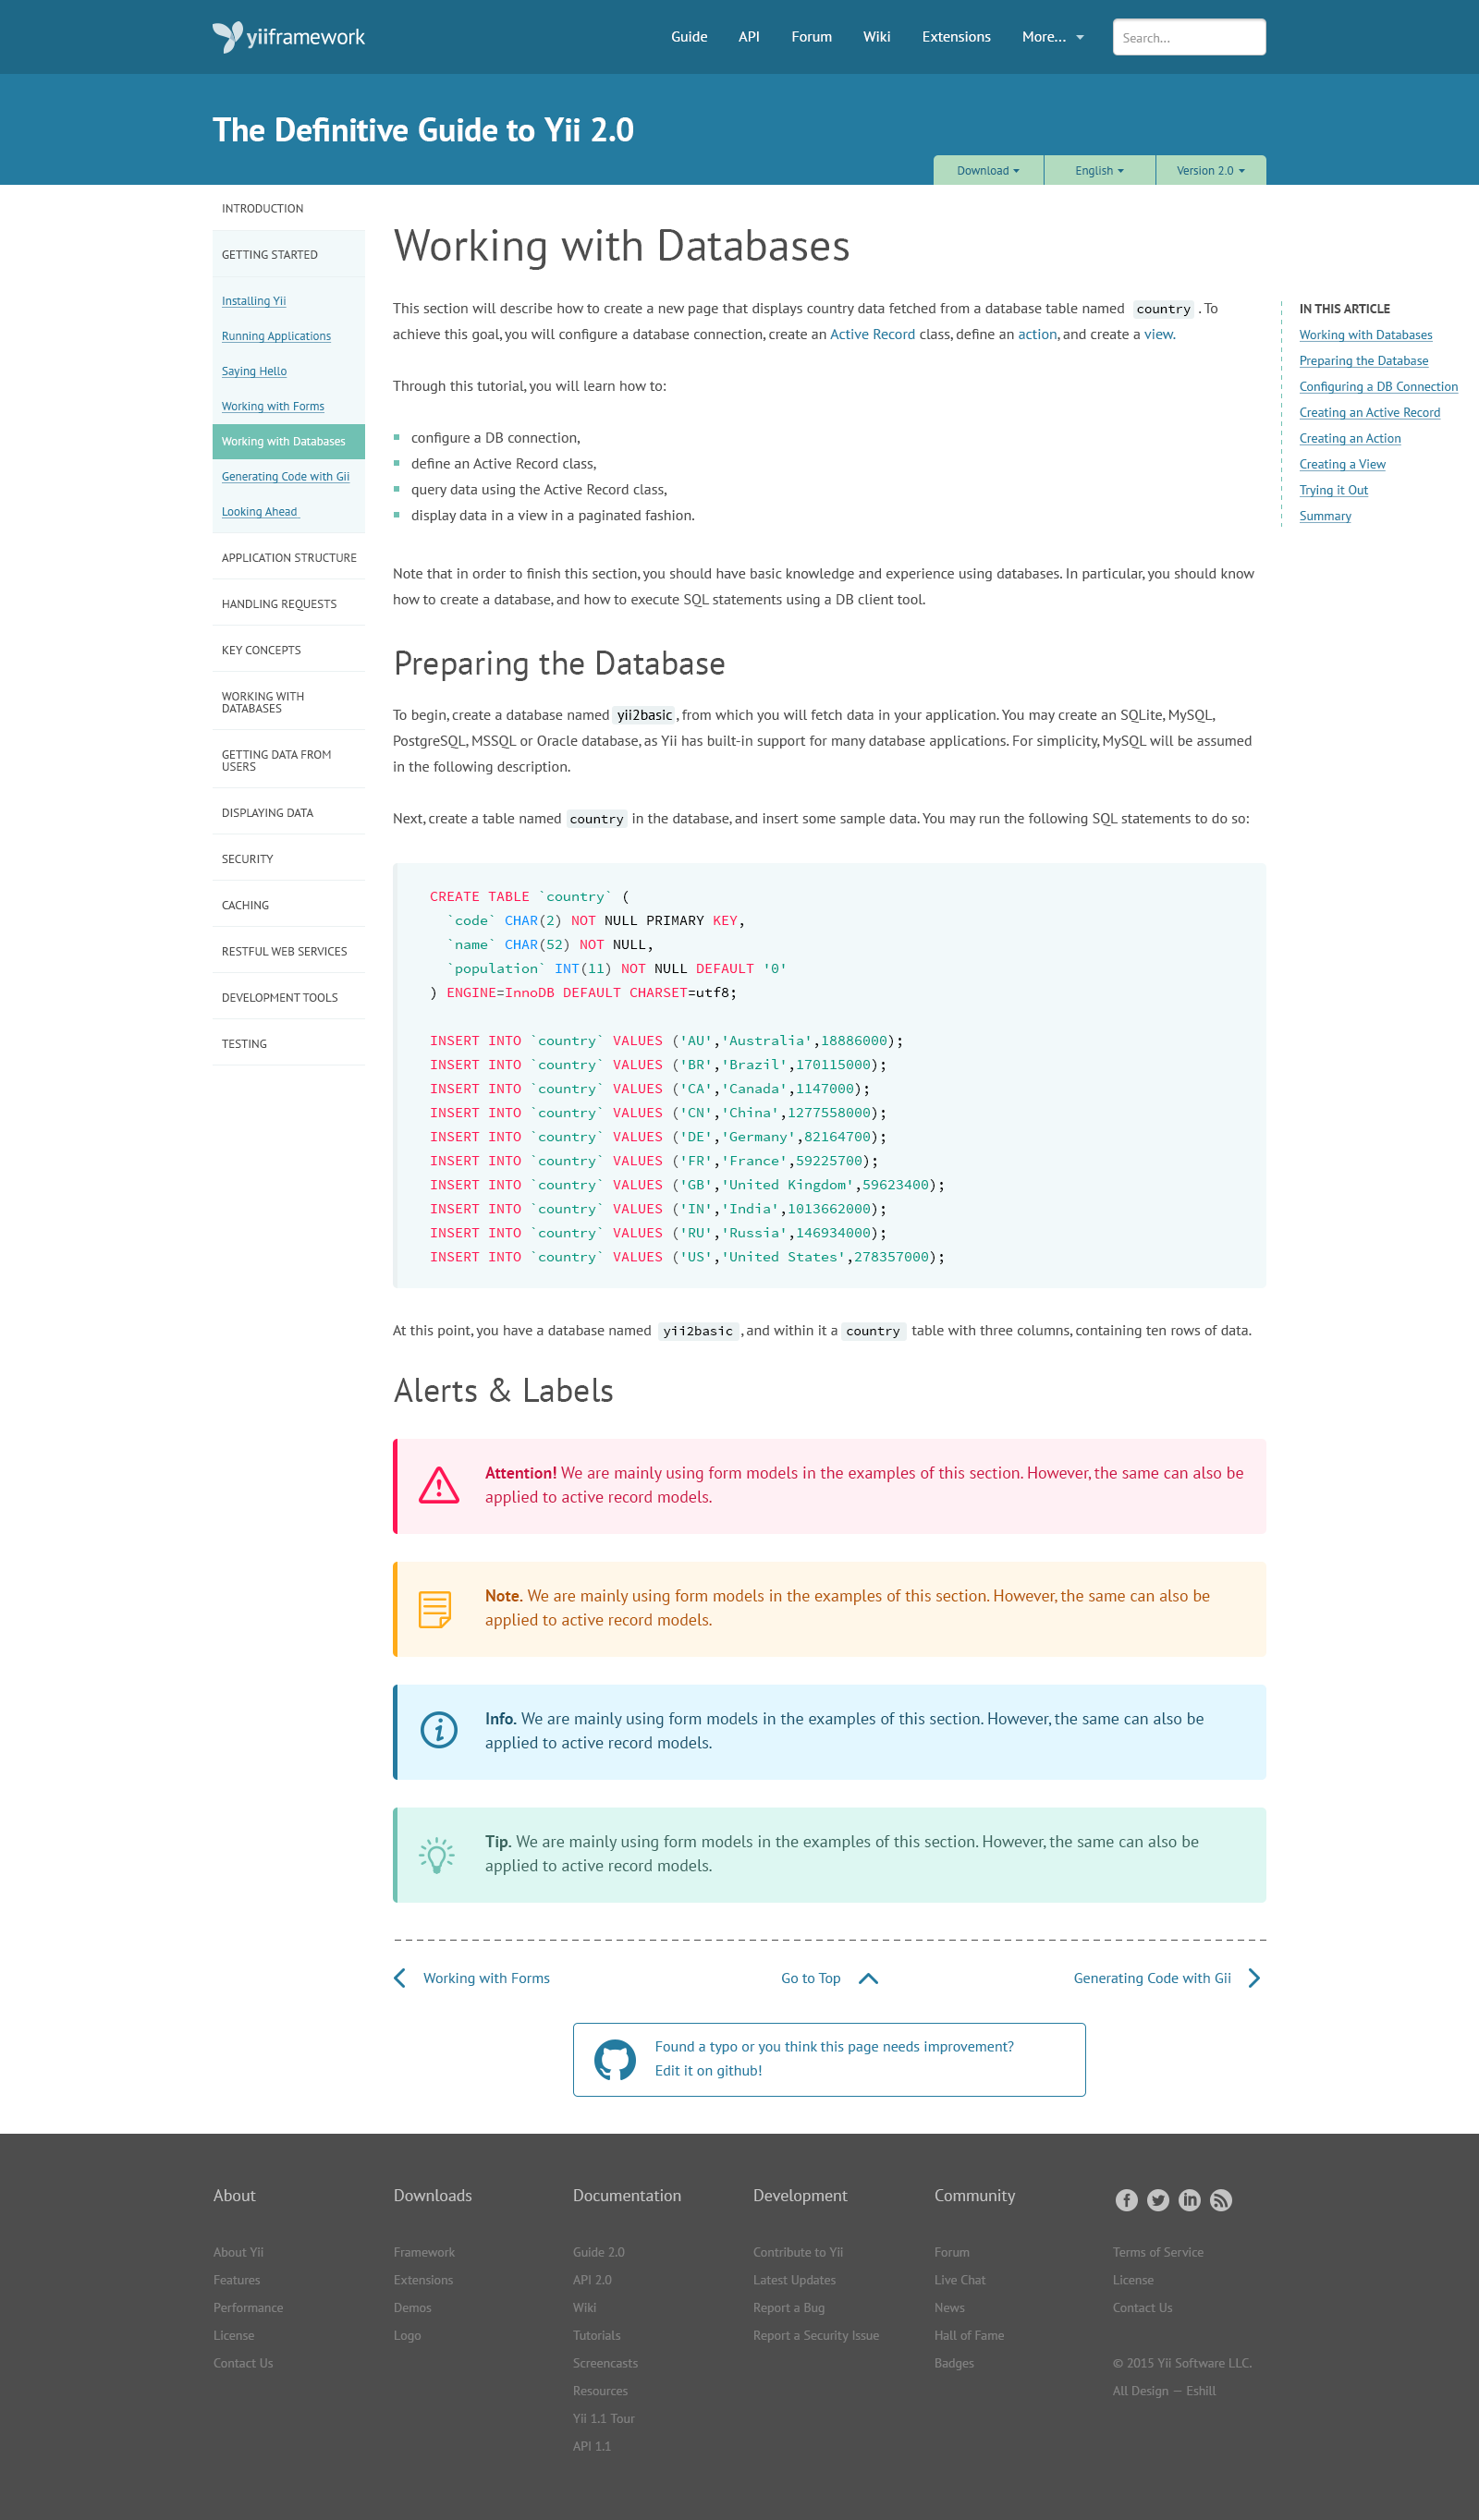 yiiframework
Guide
API
Forum
Wiki
Extensions
More...
Search...
The Definitive Guide to Yii 2.0
Download
English
Version 2.0
INTRODUCTION
GETTING STARTED
Installing Yii
Running Applications
Saying Hello
Working with Forms
Working with Databases
Generating Code with Gii
Looking Ahead
APPLICATION STRUCTURE
HANDLING REQUESTS
KEY CONCEPTS
WORKING WITH
DATABASES
GETTING DATA FROM
USERS
DISPLAYING DATA
SECURITY
CACHING
RESTFUL WEB SERVICES
DEVELOPMENT TOOLS
TESTING
Working with Databases
This section will describe how to create a new page that displays country data fetched from a database table named country . To
achieve this goal, you will configure a database connection, create an Active Record class, define an action, and create a view.
Through this tutorial, you will learn how to:
configure a DB connection,
define an Active Record class,
query data using the Active Record class,
display data in a view in a paginated fashion.
Note that in order to finish this section, you should have basic knowledge and experience using databases. In particular, you should know
how to create a database, and how to execute SQL statements using a DB client tool.
IN THIS ARTICLE
Working with Databases
Preparing the Database
Configuring a DB Connection
Creating an Active Record
Creating an Action
Creating a View
Trying it Out
Summary
Preparing the Database
To begin, create a database named yii2basic, from which you will fetch data in your application. You may create an SQLite, MySQL,
PostgreSQL, MSSQL or Oracle database, as Yii has built-in support for many database applications. For simplicity, MySQL will be assumed
in the following description.
Next, create a table named country in the database, and insert some sample data. You may run the following SQL statements to do so:
CREATE TABLE `country` (
`code` CHAR(2) NOT NULL PRIMARY KEY,
`name` CHAR(52) NOT NULL,
`population` INT(11) NOT NULL DEFAULT '0'
) ENGINE=InnoDB DEFAULT CHARSET=utf8;
INSERT INTO `country` VALUES ('AU','Australia',18886000);
INSERT INTO `country` VALUES ('BR','Brazil',170115000);
INSERT INTO `country` VALUES ('CA','Canada',1147000);
INSERT INTO `country` VALUES ('CN','China',1277558000);
INSERT INTO `country` VALUES ('DE','Germany',82164700);
INSERT INTO `country` VALUES ('FR','France',59225700);
INSERT INTO `country` VALUES ('GB','United Kingdom',59623400);
INSERT INTO `country` VALUES ('IN','India',1013662000);
INSERT INTO `country` VALUES ('RU','Russia',146934000);
INSERT INTO `country` VALUES ('US','United States',278357000);
At this point, you have a database named yii2basic , and within it a country table with three columns, containing ten rows of data.
Alerts & Labels
Attention! We are mainly using form models in the examples of this section. However, the same can also be
applied to active record models.
Note. We are mainly using form models in the examples of this section. However, the same can also be
applied to active record models.
Info. We are mainly using form models in the examples of this section. However, the same can also be
applied to active record models.
Tip. We are mainly using form models in the examples of this section. However, the same can also be
applied to active record models.
Working with Forms
Go to Top
Generating Code with Gii
Found a typo or you think this page needs improvement?
Edit it on github!
About
About Yii
Features
Performance
License
Contact Us
Downloads
Framework
Extensions
Demos
Logo
Documentation
Guide 2.0
API 2.0
Wiki
Tutorials
Screencasts
Resources
Yii 1.1 Tour
API 1.1
Development
Contribute to Yii
Latest Updates
Report a Bug
Report a Security Issue
Community
Forum
Live Chat
News
Hall of Fame
Badges
Terms of Service
License
Contact Us
© 2015 Yii Software LLC.
All Design — Eshill